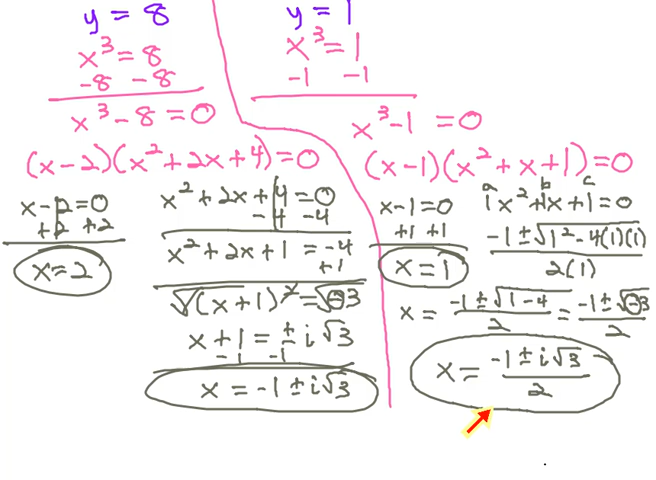 y = 8
x³ = 8
-8 -8
x³ - 8 = 0
(x-2)(x² + 2x + 4) = 0
x - 2 = 0
+2 +2
x = 2
x² + 2x + 4 = 0
-4 -4
x² + 2x + 1 = -4
+1
√(x+1)² = √-3
x + 1 = ± i√3
-1 -1
x = -1 ± i√3
y = 1
x³ = 1
-1 -1
x³ - 1 = 0
(x-1)(x² + x + 1) = 0
x - 1 = 0
+1 +1
x = 1
a b c
1x² + 1x + 1 = 0
-1 ± √1² - 4(1)(1)
2(1)
x = -1 ± √1-4 / 2 = -1 ± √-3 / 2
x = -1 ± i√3 / 2